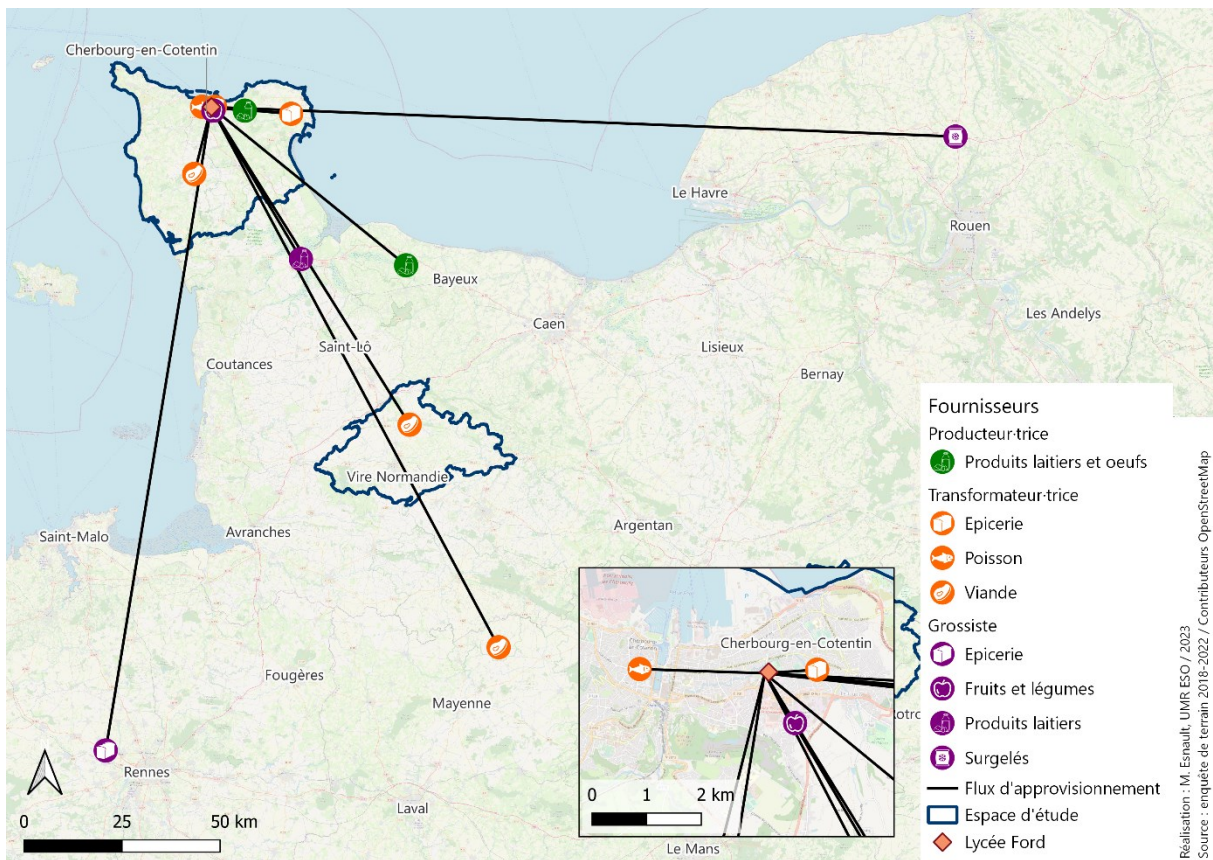 Cherbourg-en-Cotentin
Le Havre
Rouen
Bayeux
Les Andelys
Caen
Saint-Lô
Lisieux
Coutances
Bernay
Vire Normandie
Argentan
Saint-Malo
Avranches
Fougères
Mayenne
Rennes
Laval
Le Mans
0 25 50 km
Cherbourg-en-Cotentin
0 1 2 km
Fournisseurs
Producteur·trice
Produits laitiers et oeufs
Transformateur·trice
Epicerie
Poisson
Viande
Grossiste
Epicerie
Fruits et légumes
Produits laitiers
Surgelés
Flux d'approvisionnement
Espace d'étude
Lycée Ford
Réalisation : M. Esnault, UMR ESO / 2023
Source : enquête de terrain 2018-2022 / Contributeurs OpenStreetMap